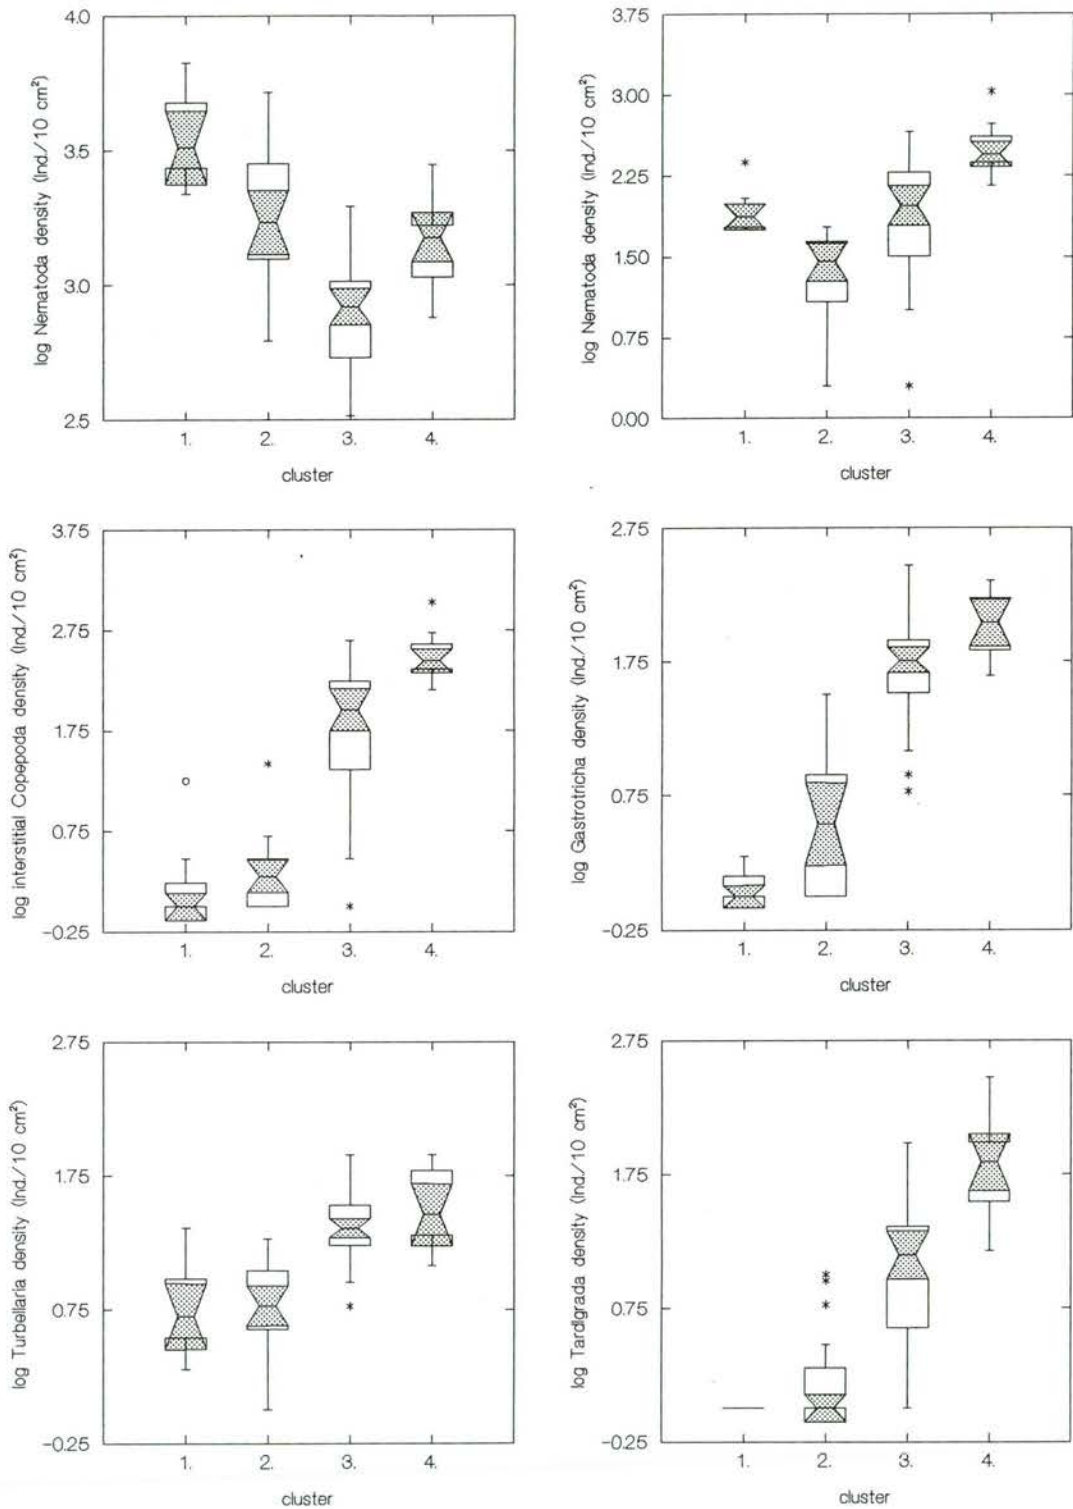 log Nematoda density (Ind./10 cm²)
4.0
3.5
3.0
2.5
1. 2. 3. 4.
cluster
log Nematoda density (Ind./10 cm²)
3.75
3.00
2.25
1.50
0.75
0.00
1. 2. 3. 4.
cluster
log interstitial Copepoda density (Ind./10 cm²)
3.75
2.75
1.75
0.75
-0.25
1. 2. 3. 4.
cluster
log Gastrotricha density (Ind./10 cm²)
2.75
1.75
0.75
-0.25
1. 2. 3. 4.
cluster
log Turbellaria density (Ind./10 cm²)
2.75
1.75
0.75
-0.25
1. 2. 3. 4.
cluster
log Tardigrada density (Ind./10 cm²)
2.75
1.75
0.75
-0.25
1. 2. 3. 4.
cluster